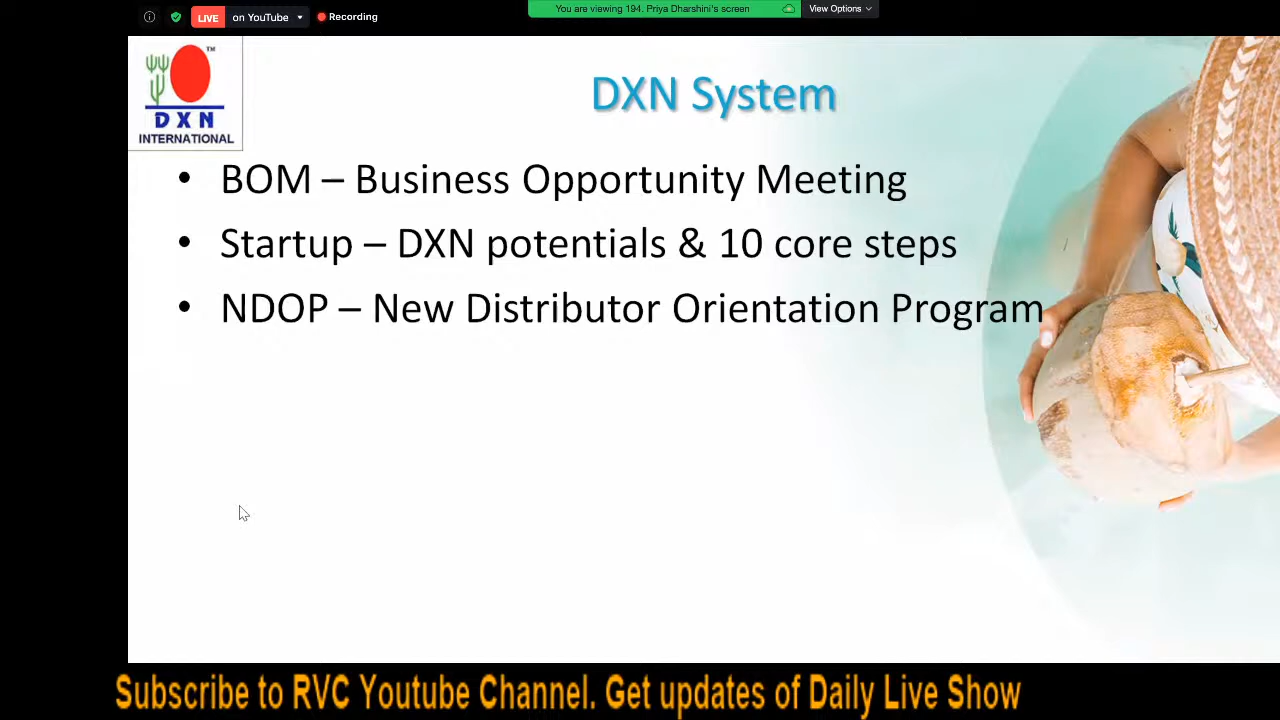 LIVE on YouTube Recording You are viewing 194. Priya Dharshini's screen View Options
TM
DXN
INTERNATIONAL
DXN System
• BOM – Business Opportunity Meeting
• Startup – DXN potentials & 10 core steps
• NDOP – New Distributor Orientation Program
Subscribe to RVC Youtube Channel. Get updates of Daily Live Show